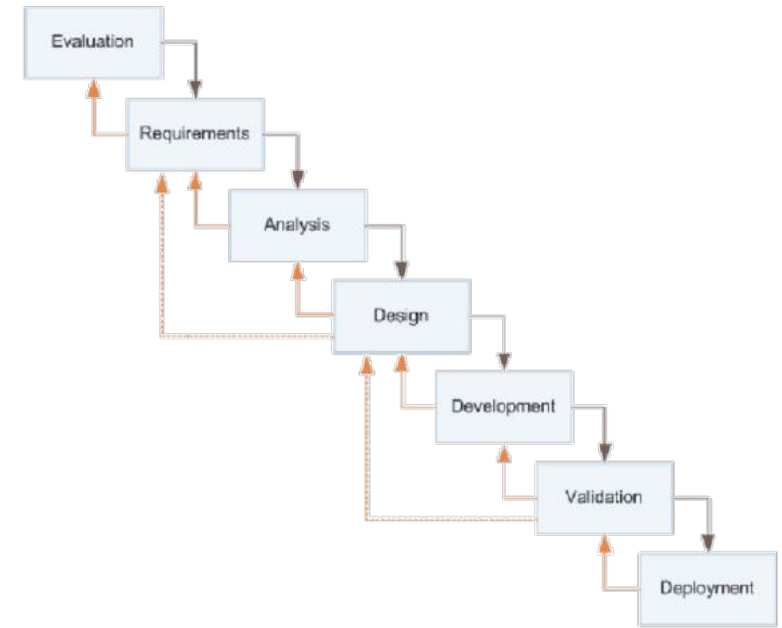 Evaluation
Requirements
Analysis
Design
Development
Validation
Deployment